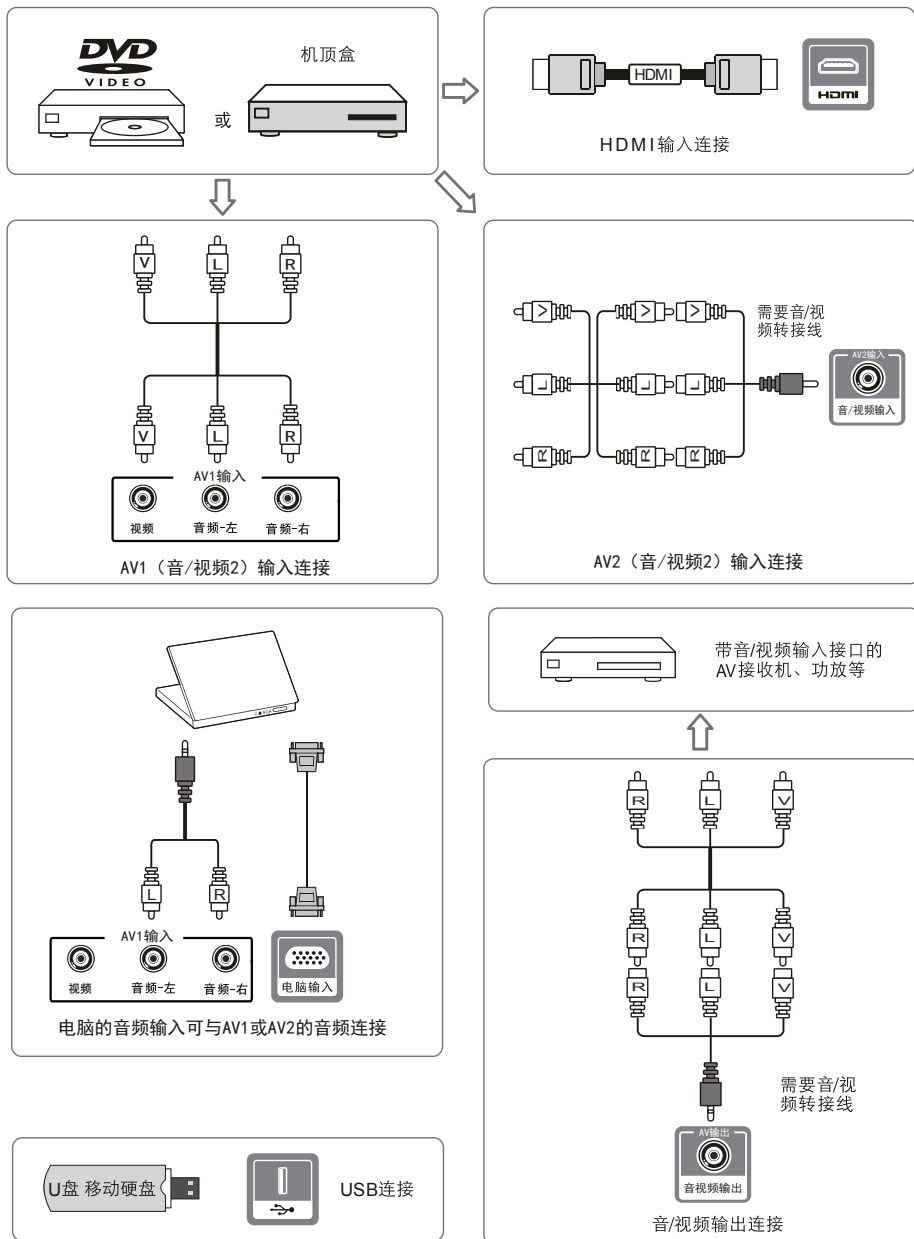 DVD
VIDEO
机顶盒
或
HDMI
HDMI
HDMI输入连接
V
L
R
V
L
R
AV1输入
视频
音频-左
音频-右
AV1（音/视频2）输入连接
V
V
V
L
L
L
R
R
R
需要音/视
频转接线
AV2输入
音/视频输入
AV2（音/视频2）输入连接
L
R
AV1输入
视频
音频-左
音频-右
电脑输入
电脑的音频输入可与AV1或AV2的音频连接
带音/视频输入接口的
AV接收机、功放等
R
L
V
R
L
V
R
L
V
需要音/视
频转接线
AV输出
音视频输出
音/视频输出连接
U盘 移动硬盘
USB连接